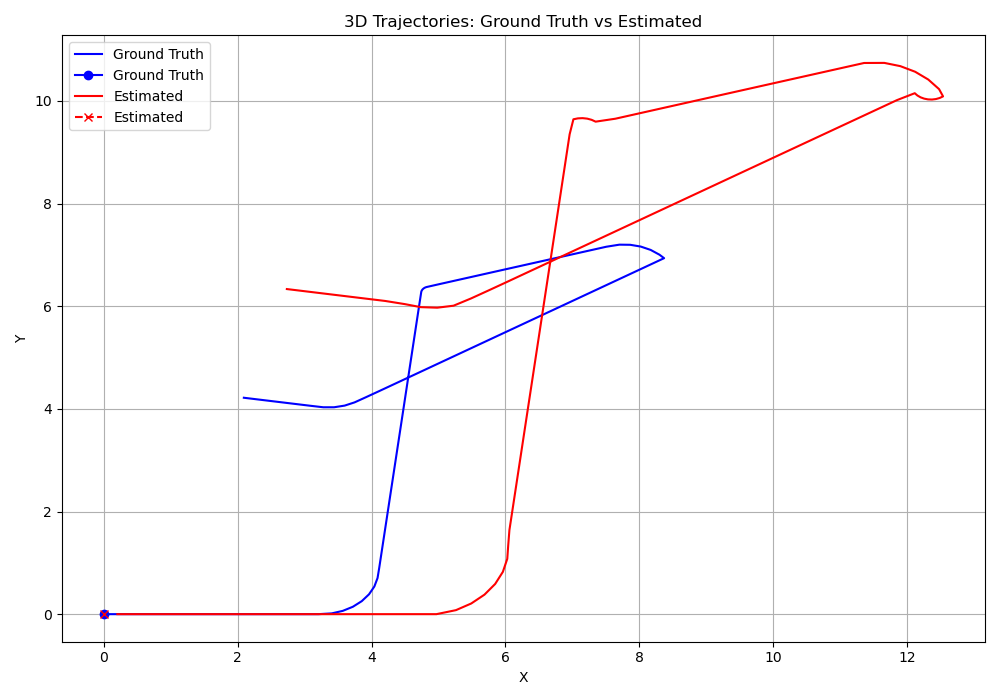 3D Trajectories: Ground Truth vs Estimated
Ground Truth
Ground Truth
Estimated
Estimated
10
8
6
4
2
0
Y
0 2 4 6 8 10 12
X